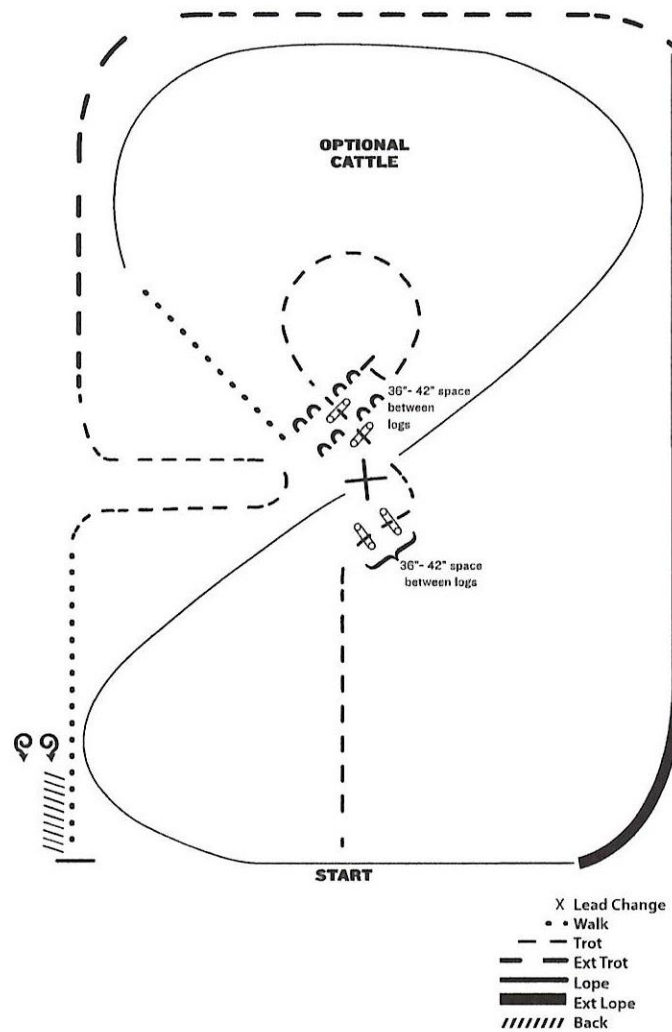 OPTIONAL
CATTLE
36"- 42" space
between
logs
36"- 42" space
between logs
START
X Lead Change
Walk
Trot
Ext Trot
Lope
Ext Lope
Back